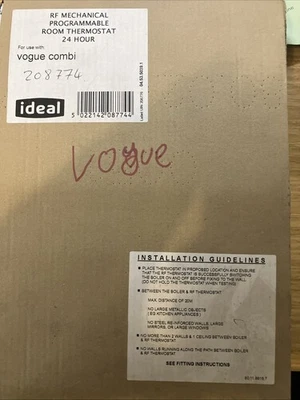 RF MECHANICAL
PROGRAMMABLE
ROOM THERMOSTAT
24 HOUR
For use with:
vogue combi
208774
ideal
5 022142 087744
vogue
INSTALLATION GUIDELINES
PLACE THERMOSTAT IN PROPOSED LOCATION AND ENSURE
THAT THE RF THERMOSTAT IS SUCCESSFULLY SWITCHING
THE BOILER ON AND OFF BEFORE FIXING TO THE WALL
(DO NOT HOLD THE THERMOSTAT WHEN TESTING)
BETWEEN THE BOILER & RF THERMOSTAT
MAX. DISTANCE OF 30M
NO LARGE METALLIC OBJECTS
(EG KITCHEN APPLIANCES)
NO STEEL RE-INFORCED WALLS, LARGE
MIRRORS, OR LARGE WINDOWS
NO MORE THAN 2 WALLS & 1 CEILING BETWEEN BOILER
& RF THERMOSTAT
NO WALLS RUNNING ALONG THE PATH BETWEEN BOILER
& RF THERMOSTAT
SEE FITTING INSTRUCTIONS